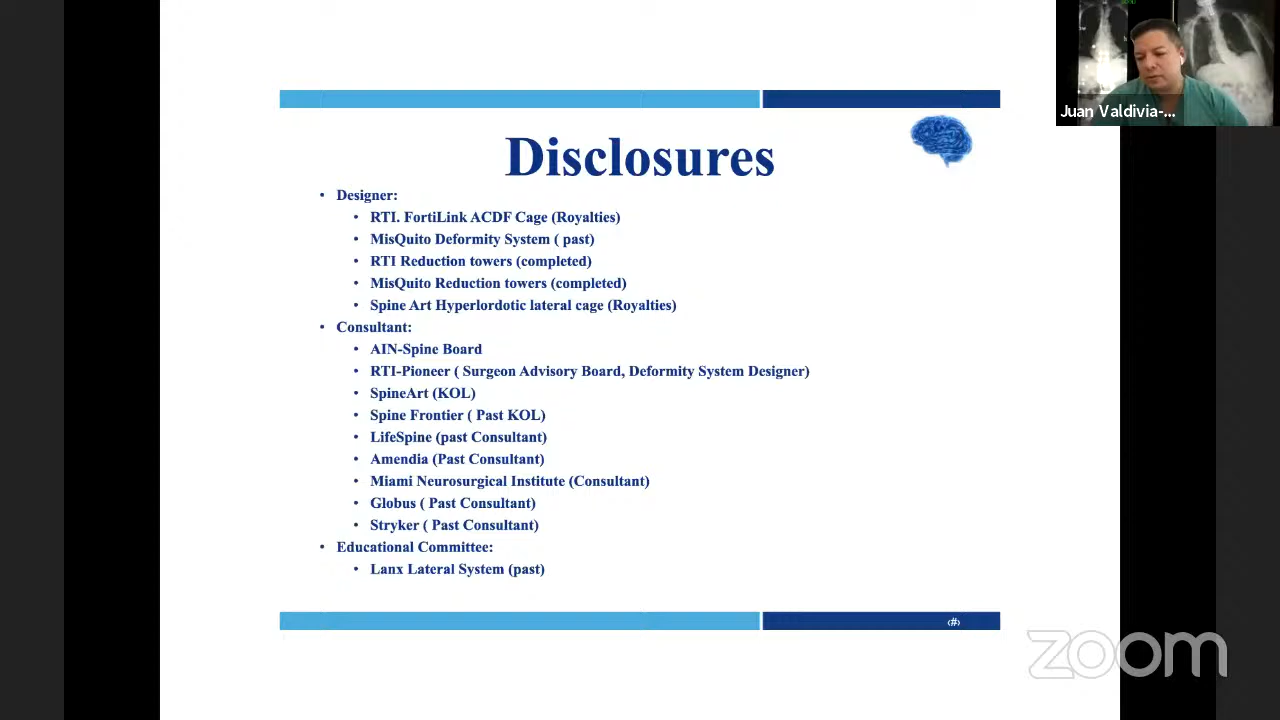 Juan Valdivia-...
Disclosures
• Designer:
• RTI. FortiLink ACDF Cage (Royalties)
• MisQuito Deformity System ( past)
• RTI Reduction towers (completed)
• MisQuito Reduction towers (completed)
• Spine Art Hyperlordotic lateral cage (Royalties)
• Consultant:
• AIN-Spine Board
• RTI-Pioneer ( Surgeon Advisory Board, Deformity System Designer)
• SpineArt (KOL)
• Spine Frontier ( Past KOL)
• LifeSpine (past Consultant)
• Amendia (Past Consultant)
• Miami Neurosurgical Institute (Consultant)
• Globus ( Past Consultant)
• Stryker ( Past Consultant)
• Educational Committee:
• Lanx Lateral System (past)
‹#›
zoom